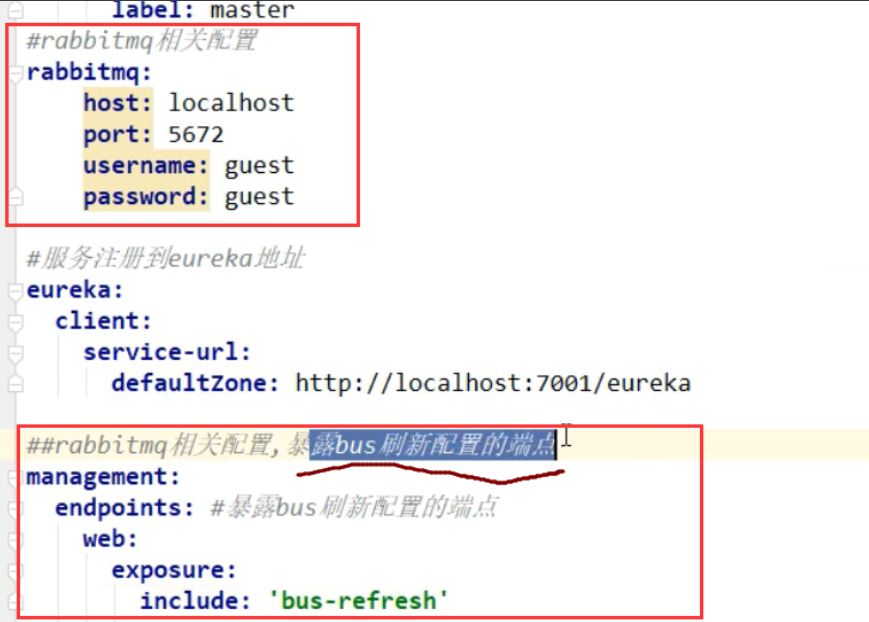 label: master
#rabbitmq相关配置
rabbitmq:
host: localhost
port: 5672
username: guest
password: guest
#服务注册到eureka地址
eureka:
client:
service-url:
defaultZone: http://localhost:7001/eureka
##rabbitmq相关配置,暴露bus刷新配置的端点
management:
endpoints: #暴露bus刷新配置的端点
web:
exposure:
include: 'bus-refresh'